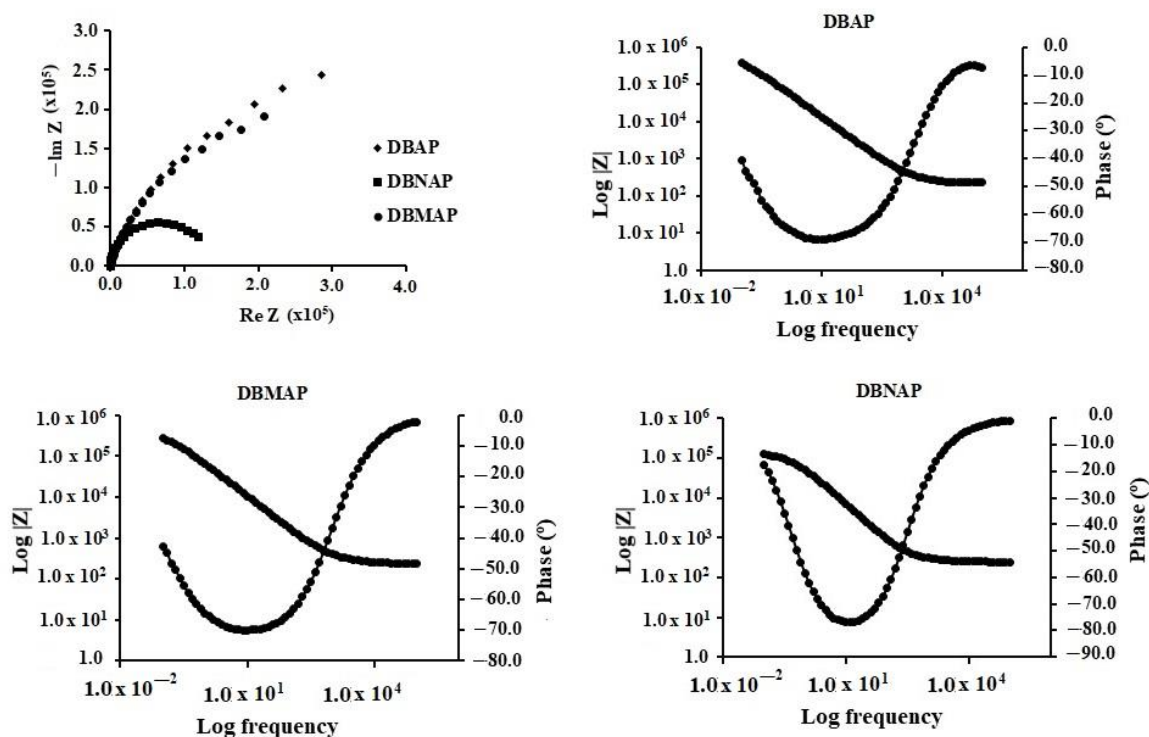 3.0
2.5
2.0
1.5
1.0
0.5
0.0
−Im Z (x10⁵)
0.0
1.0
2.0
3.0
4.0
Re Z (x10⁵)
DBAP
DBNAP
DBMAP
DBAP
1.0 x 10⁶
1.0 x 10⁵
1.0 x 10⁴
1.0 x 10³
1.0 x 10²
1.0 x 10¹
1.0
Log |Z|
0.0
−10.0
−20.0
−30.0
−40.0
−50.0
−60.0
−70.0
−80.0
Phase (º)
1.0 x 10⁻²
1.0 x 10¹
1.0 x 10⁴
Log frequency
DBMAP
1.0 x 10⁶
1.0 x 10⁵
1.0 x 10⁴
1.0 x 10³
1.0 x 10²
1.0 x 10¹
1.0
Log |Z|
0.0
−10.0
−20.0
−30.0
−40.0
−50.0
−60.0
−70.0
−80.0
Phase (º)
1.0 x 10⁻²
1.0 x 10¹
1.0 x 10⁴
Log frequency
DBNAP
1.0 x 10⁶
1.0 x 10⁵
1.0 x 10⁴
1.0 x 10³
1.0 x 10²
1.0 x 10¹
1.0
Log |Z|
0.0
−10.0
−20.0
−30.0
−40.0
−50.0
−60.0
−70.0
−80.0
−90.0
Phase (º)
1.0 x 10⁻²
1.0 x 10¹
1.0 x 10⁴
Log frequency